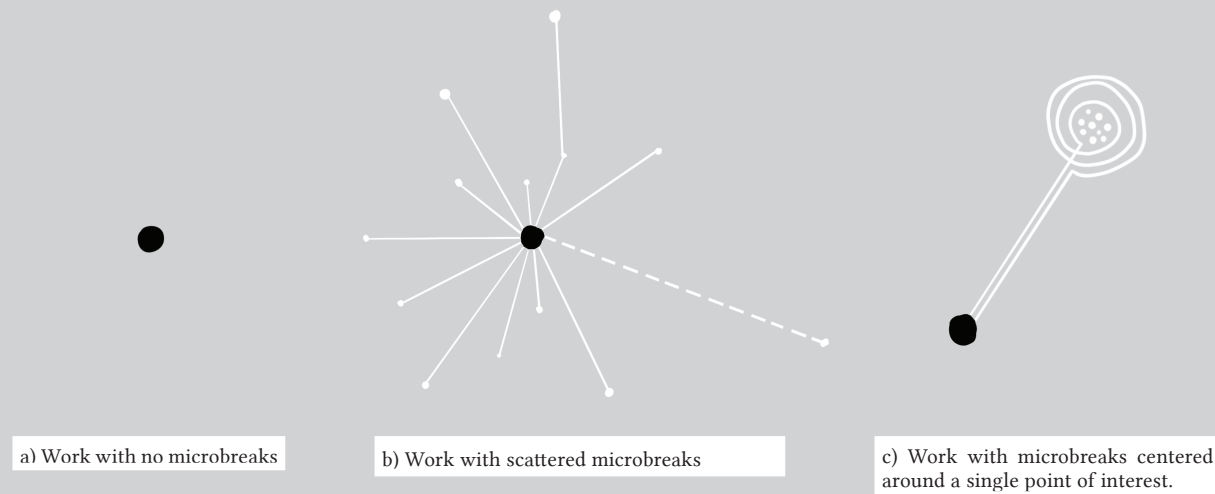 a) Work with no microbreaks
b) Work with scattered microbreaks
c) Work with microbreaks centered
around a single point of interest.